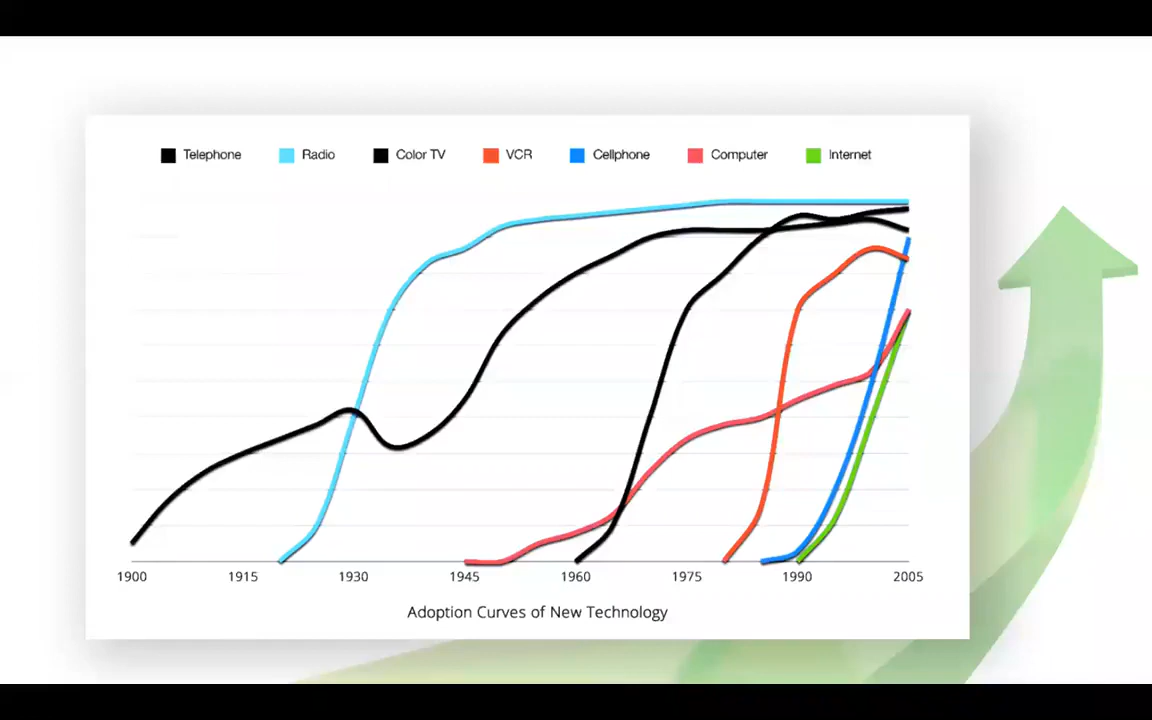 Telephone Radio Color TV VCR Cellphone Computer Internet
1900 1915 1930 1945 1960 1975 1990 2005
Adoption Curves of New Technology